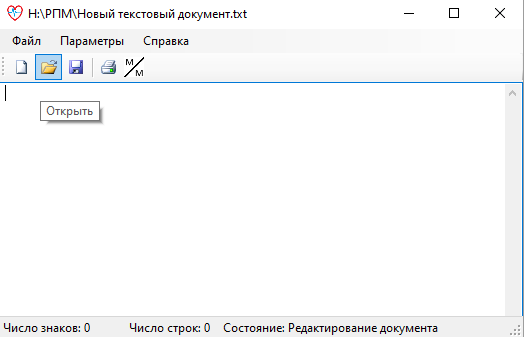 H:\РПМ\Новый текстовый документ.txt
Файл Параметры Справка
М/М
Открыть
Число знаков: 0 Число строк: 0 Состояние: Редактирование документа